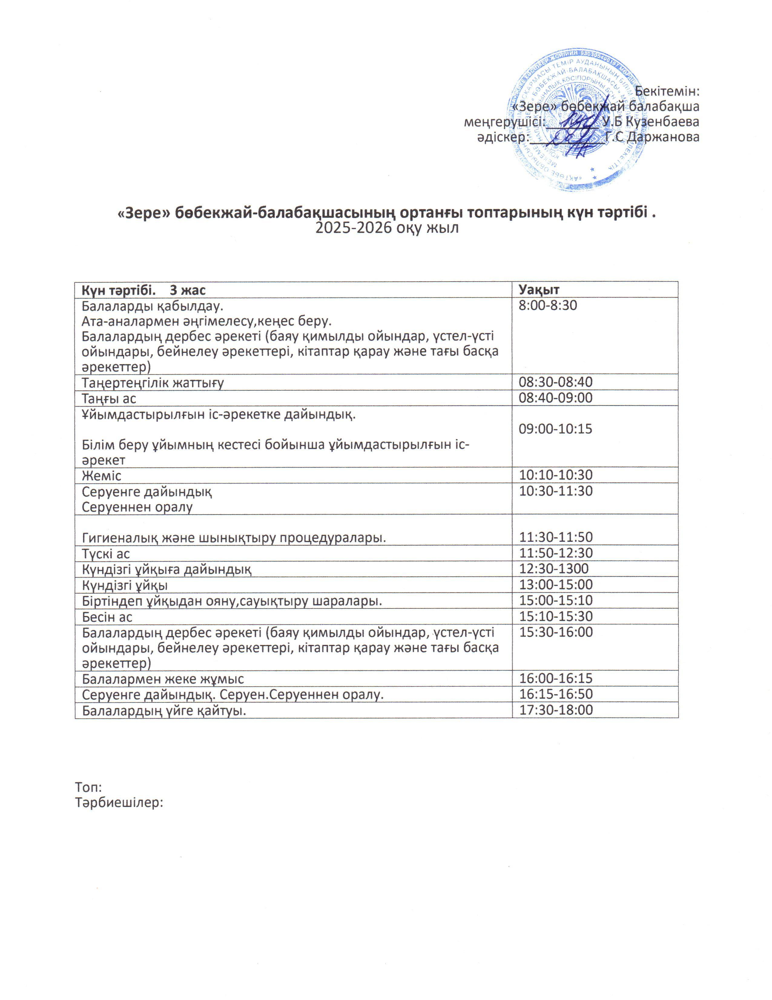 Бекітемін:
«Зере» бөбекжай балабақша
меңгерушісі:________ У.Б Кузенбаева
әдіскер:___________Г.С Даржанова
«Зере» бөбекжай-балабақшасының ортанғы топтарының күн тәртібі .
2025-2026 оқу жыл
Күн тәртібі. 3 жас
Уақыт
Балаларды қабылдау.
8:00-8:30
Ата-аналармен әңгімелесу,кеңес беру.
Балалардың дербес әрекеті (баяу қимылды ойындар, үстел-үсті
ойындары, бейнелеу әрекеттері, кітаптар қарау және тағы басқа
әрекеттер)
Таңертеңгілік жаттығу
08:30-08:40
Таңғы ас
08:40-09:00
Ұйымдастырылғын іс-әрекетке дайындық.
09:00-10:15
Білім беру ұйымның кестесі бойынша ұйымдастырылғын іс-
әрекет
Жеміс
10:10-10:30
Серуенге дайындық
10:30-11:30
Серуеннен оралу
Гигиеналық және шынықтыру процедуралары.
11:30-11:50
Түскі ас
11:50-12:30
Күндізгі ұйқыға дайындық
12:30-1300
Күндізгі ұйқы
13:00-15:00
Біртіндеп ұйқыдан ояну,сауықтыру шаралары.
15:00-15:10
Бесін ас
15:10-15:30
Балалардың дербес әрекеті (баяу қимылды ойындар, үстел-үсті
15:30-16:00
ойындары, бейнелеу әрекеттері, кітаптар қарау және тағы басқа
әрекеттер)
Балалармен жеке жұмыс
16:00-16:15
Серуенге дайындық. Серуен.Серуеннен оралу.
16:15-16:50
Балалардың үйге қайтуы.
17:30-18:00
Топ:
Тәрбиешілер: